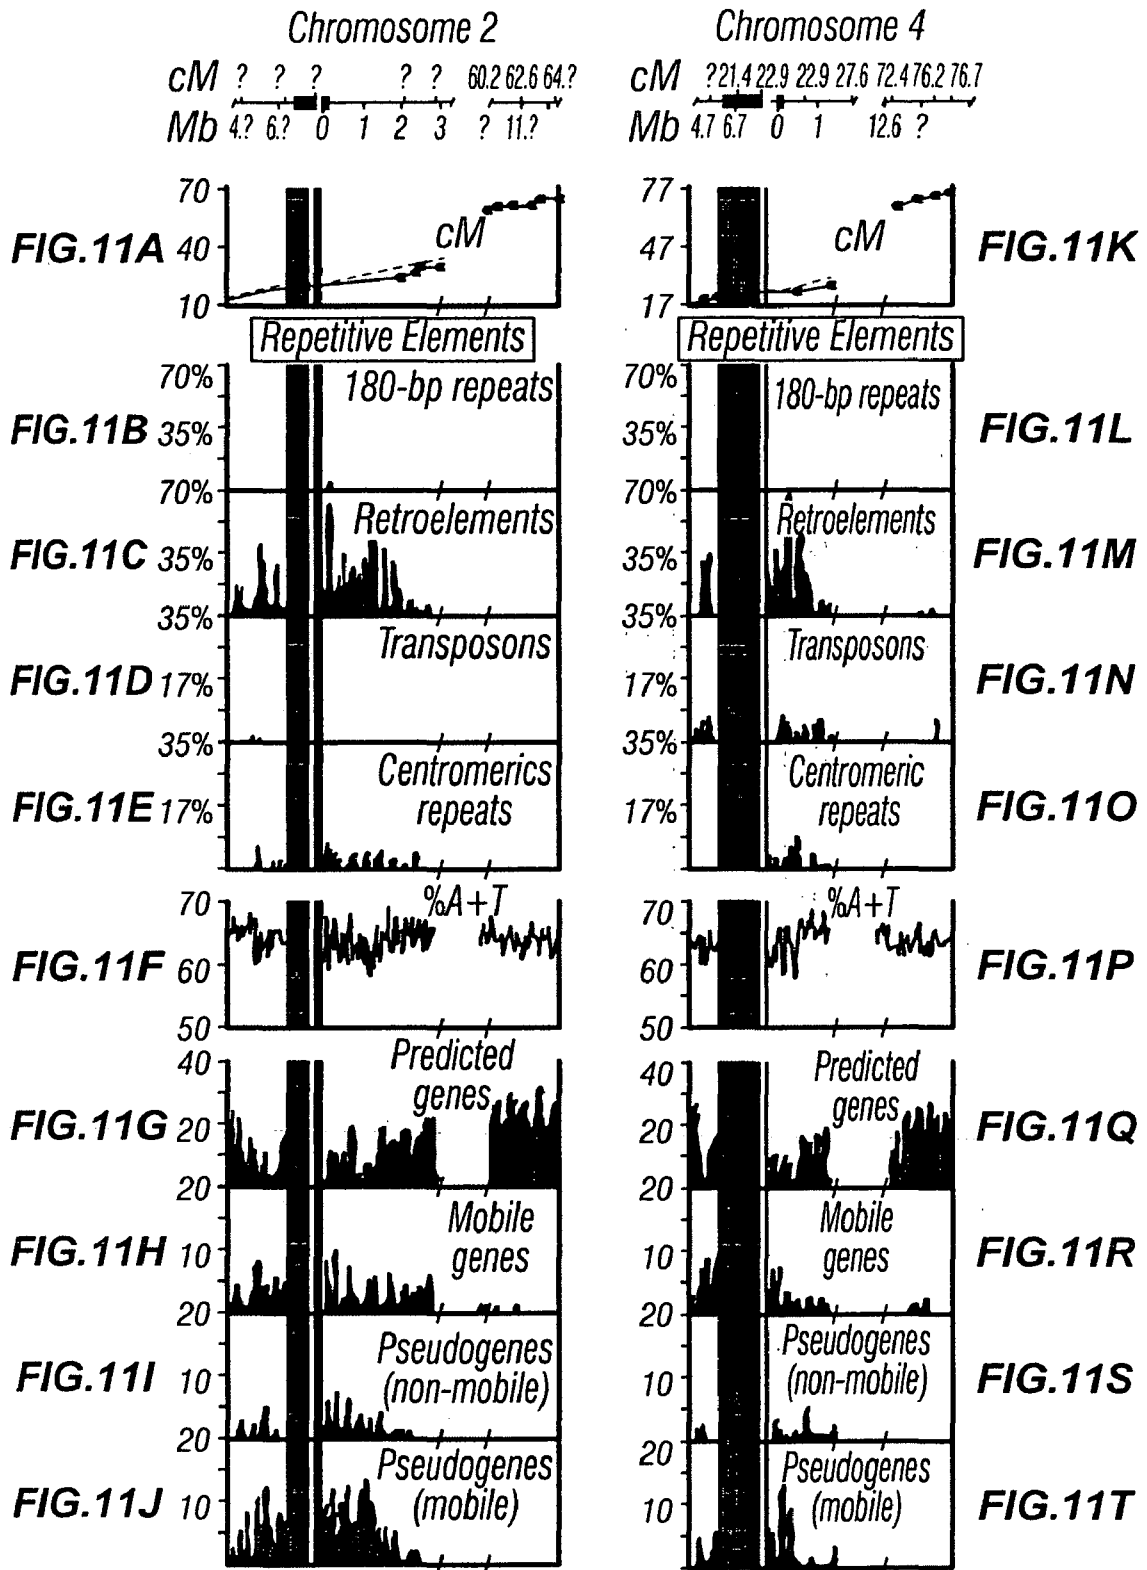 Chromosome 2
Chromosome 4
cM ? ? ? ? ? 60.2 62.6 64.?
cM ? 21.4 22.9 22.9 27.6 72.4 76.2 76.7
Mb 4.? 6.? 0 1 2 3 ? 11.?
Mb 4.7 6.7 0 1 12.6 ?
FIG.11A 70 40 10 cM
77 47 17 cM FIG.11K
Repetitive Elements
Repetitive Elements
FIG.11B 70% 35% 180-bp repeats
70% 35% 180-bp repeats FIG.11L
FIG.11C 70% 35% Retroelements
70% 35% Retroelements FIG.11M
FIG.11D 35% 17% Transposons
35% 17% Transposons FIG.11N
FIG.11E 35% 17% Centromerics repeats
35% 17% Centromeric repeats FIG.11O
FIG.11F 70 60 50 %A+T
70 60 50 %A+T FIG.11P
FIG.11G 40 20 Predicted genes
40 20 Predicted genes FIG.11Q
FIG.11H 20 10 Mobile genes
20 10 Mobile genes FIG.11R
FIG.11I 20 10 Pseudogenes (non-mobile)
20 10 Pseudogenes (non-mobile) FIG.11S
FIG.11J 20 10 Pseudogenes (mobile)
20 10 Pseudogenes (mobile) FIG.11T